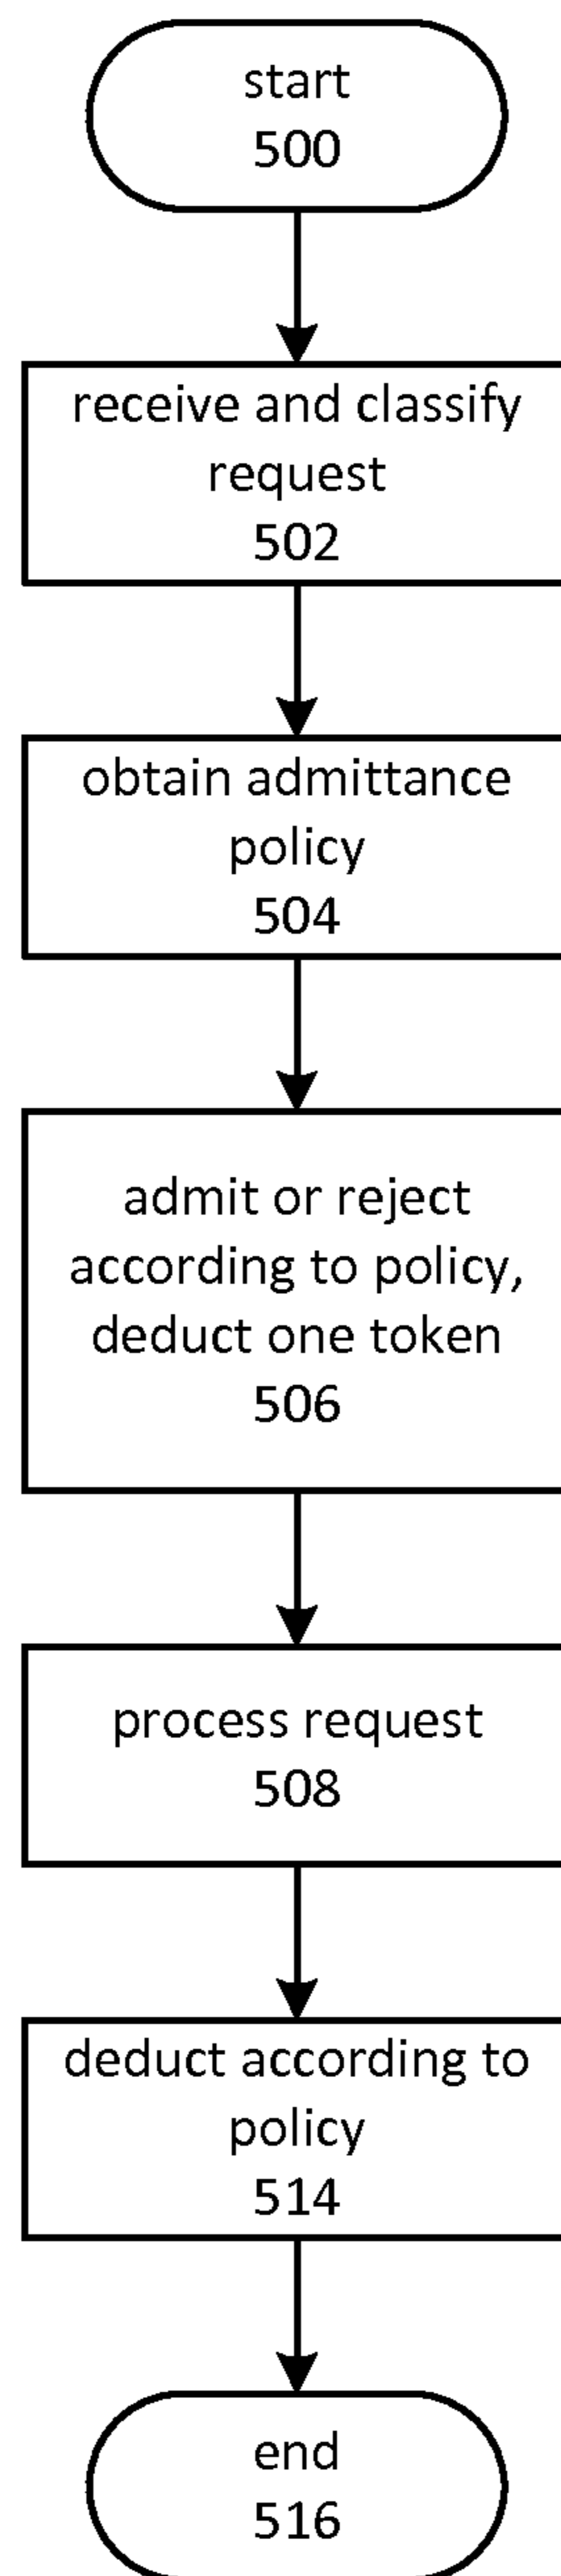 start
500
receive and classify
request
502
obtain admittance
policy
504
admit or reject
according to policy,
deduct one token
506
process request
508
deduct according to
policy
514
end
516